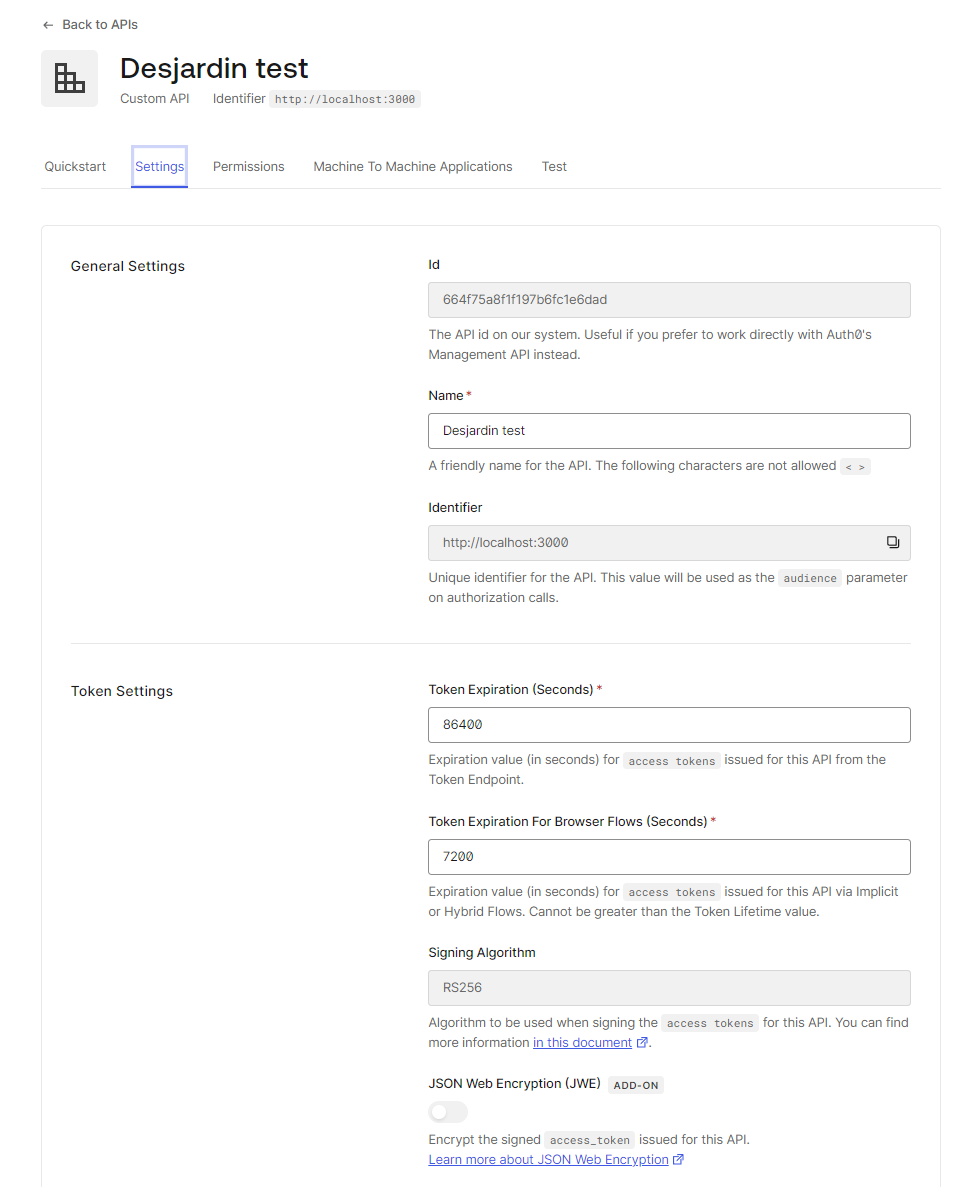 ← Back to APIs
Desjardin test
Custom API Identifier http://localhost:3000
Quickstart Settings Permissions Machine To Machine Applications Test
General Settings
Id
664f75a8f1f197b6fc1e6dad
The API id on our system. Useful if you prefer to work directly with Auth0's
Management API instead.
Name *
Desjardin test
A friendly name for the API. The following characters are not allowed < >
Identifier
http://localhost:3000
Unique identifier for the API. This value will be used as the audience parameter
on authorization calls.
Token Settings
Token Expiration (Seconds) *
86400
Expiration value (in seconds) for access tokens issued for this API from the
Token Endpoint.
Token Expiration For Browser Flows (Seconds) *
7200
Expiration value (in seconds) for access tokens issued for this API via Implicit
or Hybrid Flows. Cannot be greater than the Token Lifetime value.
Signing Algorithm
RS256
Algorithm to be used when signing the access tokens for this API. You can find
more information in this document.
JSON Web Encryption (JWE) ADD-ON
Encrypt the signed access_token issued for this API.
Learn more about JSON Web Encryption